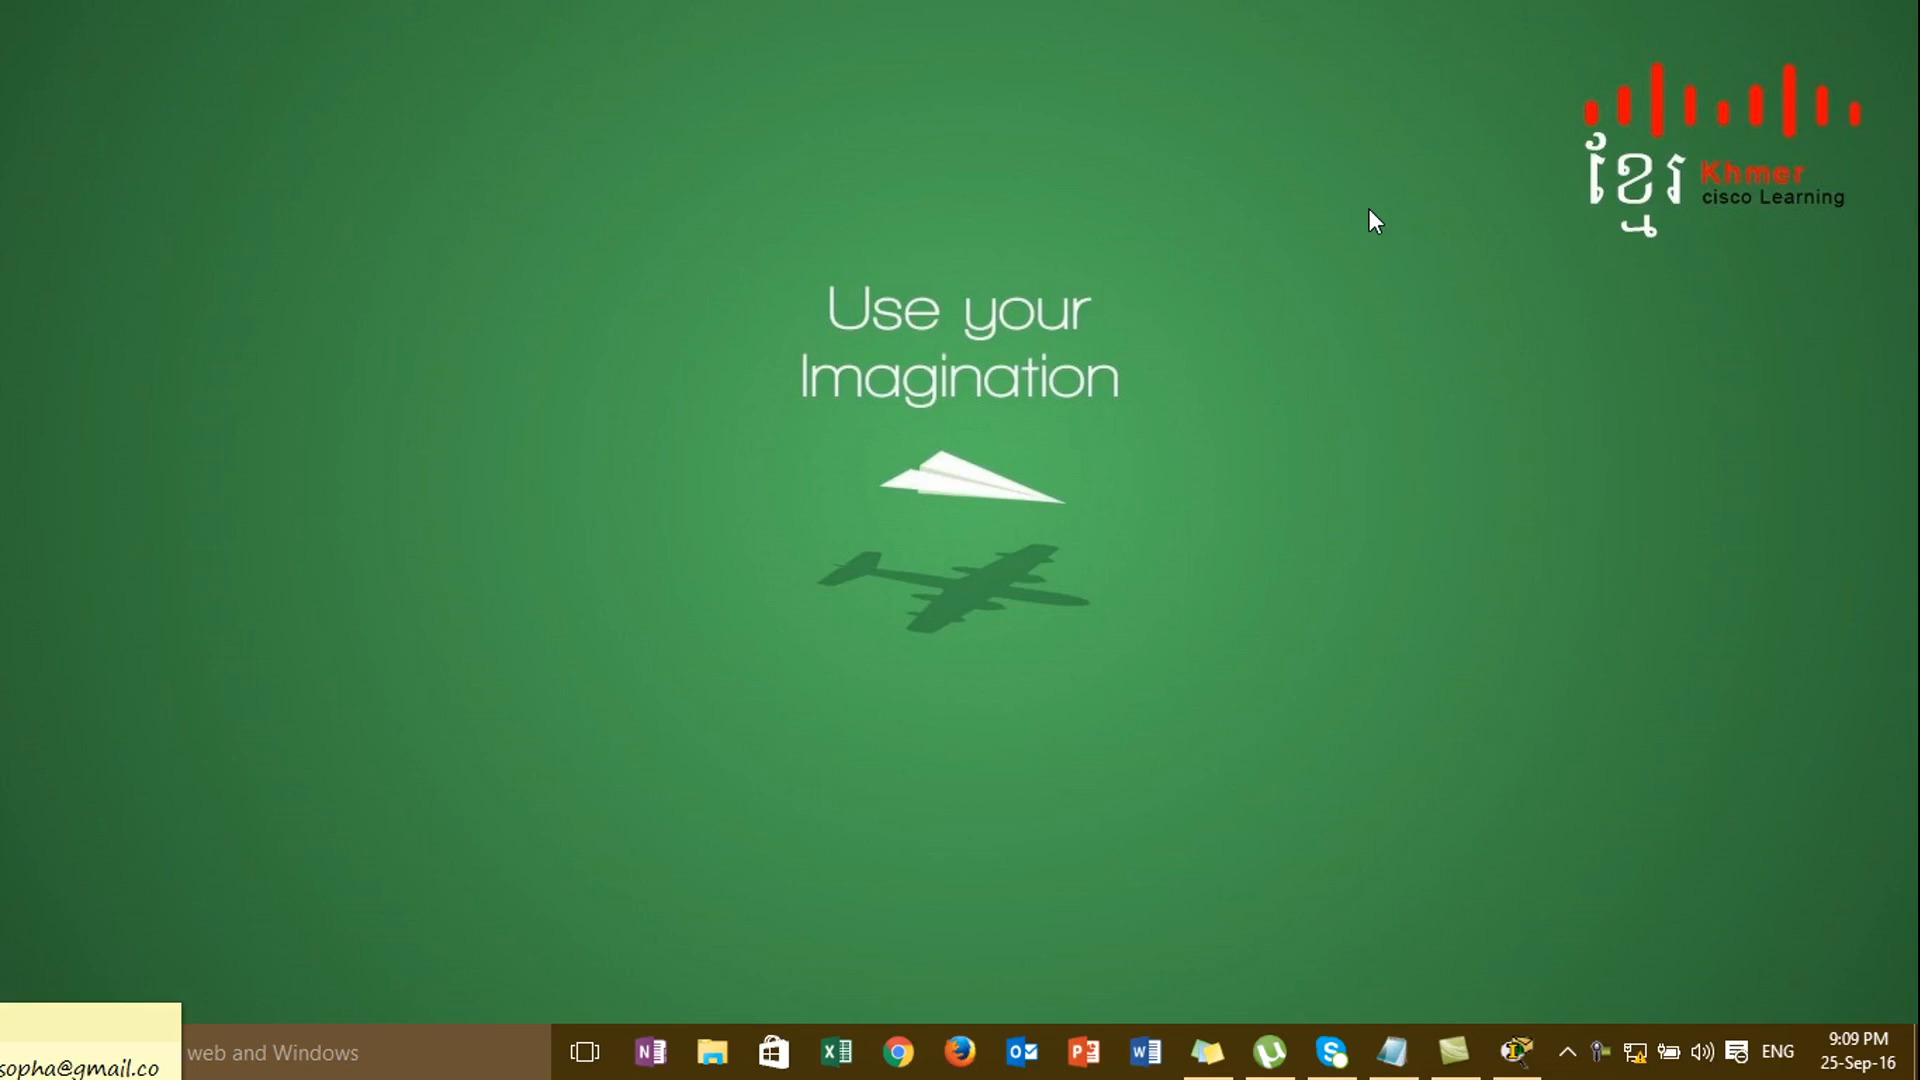 ខ្មែរ
Khmer
cisco Learning
Use your
Imagination
sopha@gmail.co
web and Windows
ENG
9:09 PM
25-Sep-16